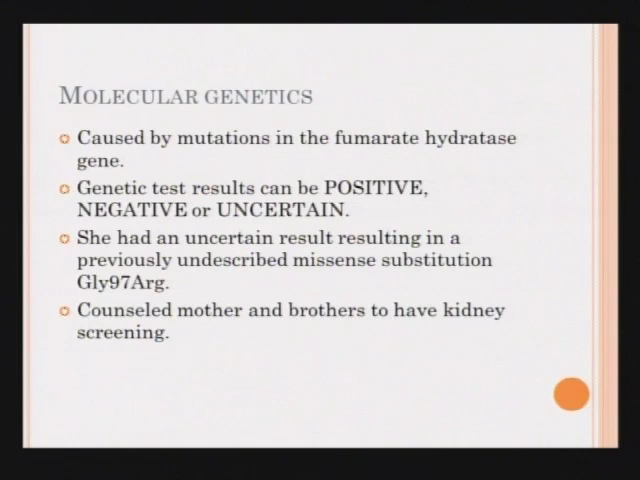 MOLECULAR GENETICS
Caused by mutations in the fumarate hydratase
gene.
Genetic test results can be POSITIVE,
NEGATIVE or UNCERTAIN.
She had an uncertain result resulting in a
previously undescribed missense substitution
Gly97Arg.
Counseled mother and brothers to have kidney
screening.